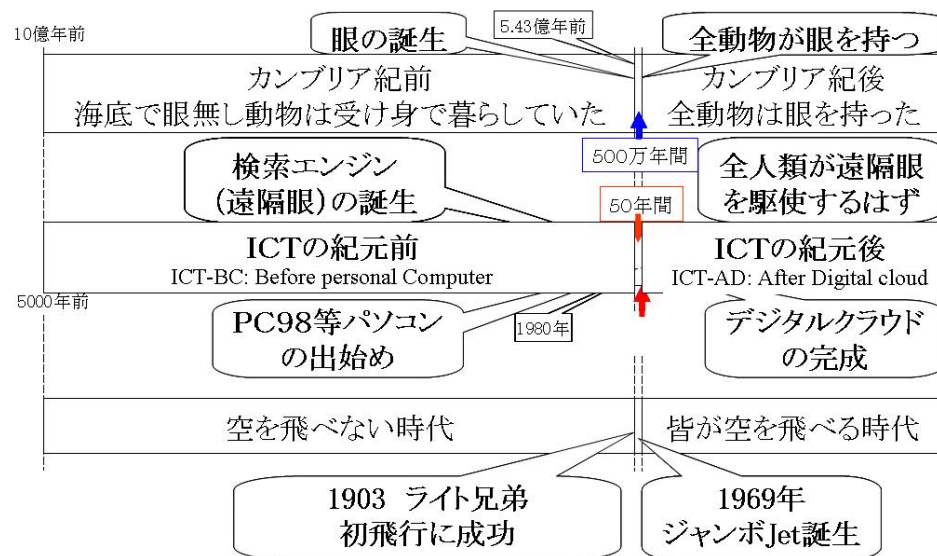 10億年前
眼の誕生
5.43億年前
全動物が眼を持つ
カンブリア紀前
海底で眼無し動物は受け身で暮らしていた
カンブリア紀後
全動物は眼を持った
検索エンジン
(遠隔眼)の誕生
500万年間
50年間
全人類が遠隔眼
を駆使するはず
ICTの紀元前
ICT-BC: Before personal Computer
ICTの紀元後
ICT-AD: After Digital cloud
5000年前
PC98等パソコン
の出始め
1980年
デジタルクラウド
の完成
空を飛べない時代
皆が空を飛べる時代
1903 ライト兄弟
初飛行に成功
1969年
ジャンボJet誕生